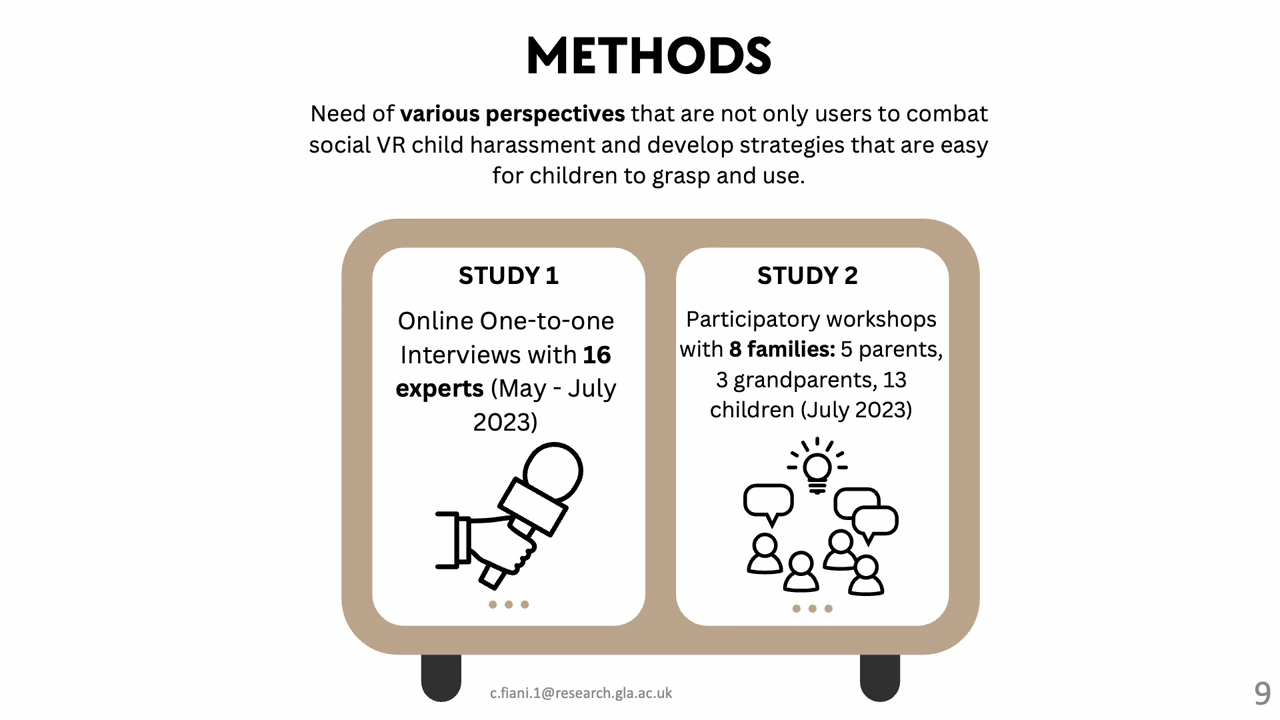 METHODS
Need of various perspectives that are not only users to combat
social VR child harassment and develop strategies that are easy
for children to grasp and use.
STUDY 1
Online One-to-one
Interviews with 16
experts (May - July
2023)
STUDY 2
Participatory workshops
with 8 families: 5 parents,
3 grandparents, 13
children (July 2023)
c.fiani.1@research.gla.ac.uk
9